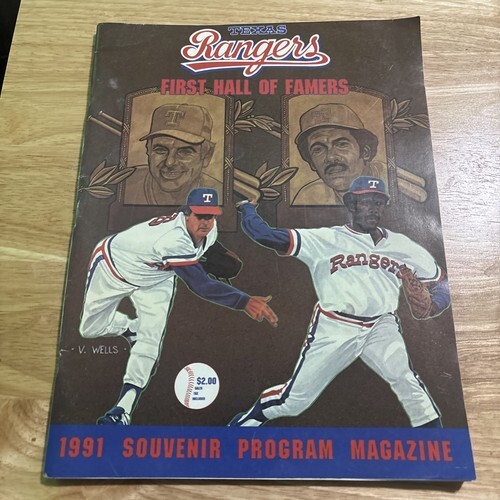 TEXAS
Rangers
FIRST HALL OF FAMERS
T
T
T
Rangers
V. WELLS
$2.00
1991 SOUVENIR PROGRAM MAGAZINE